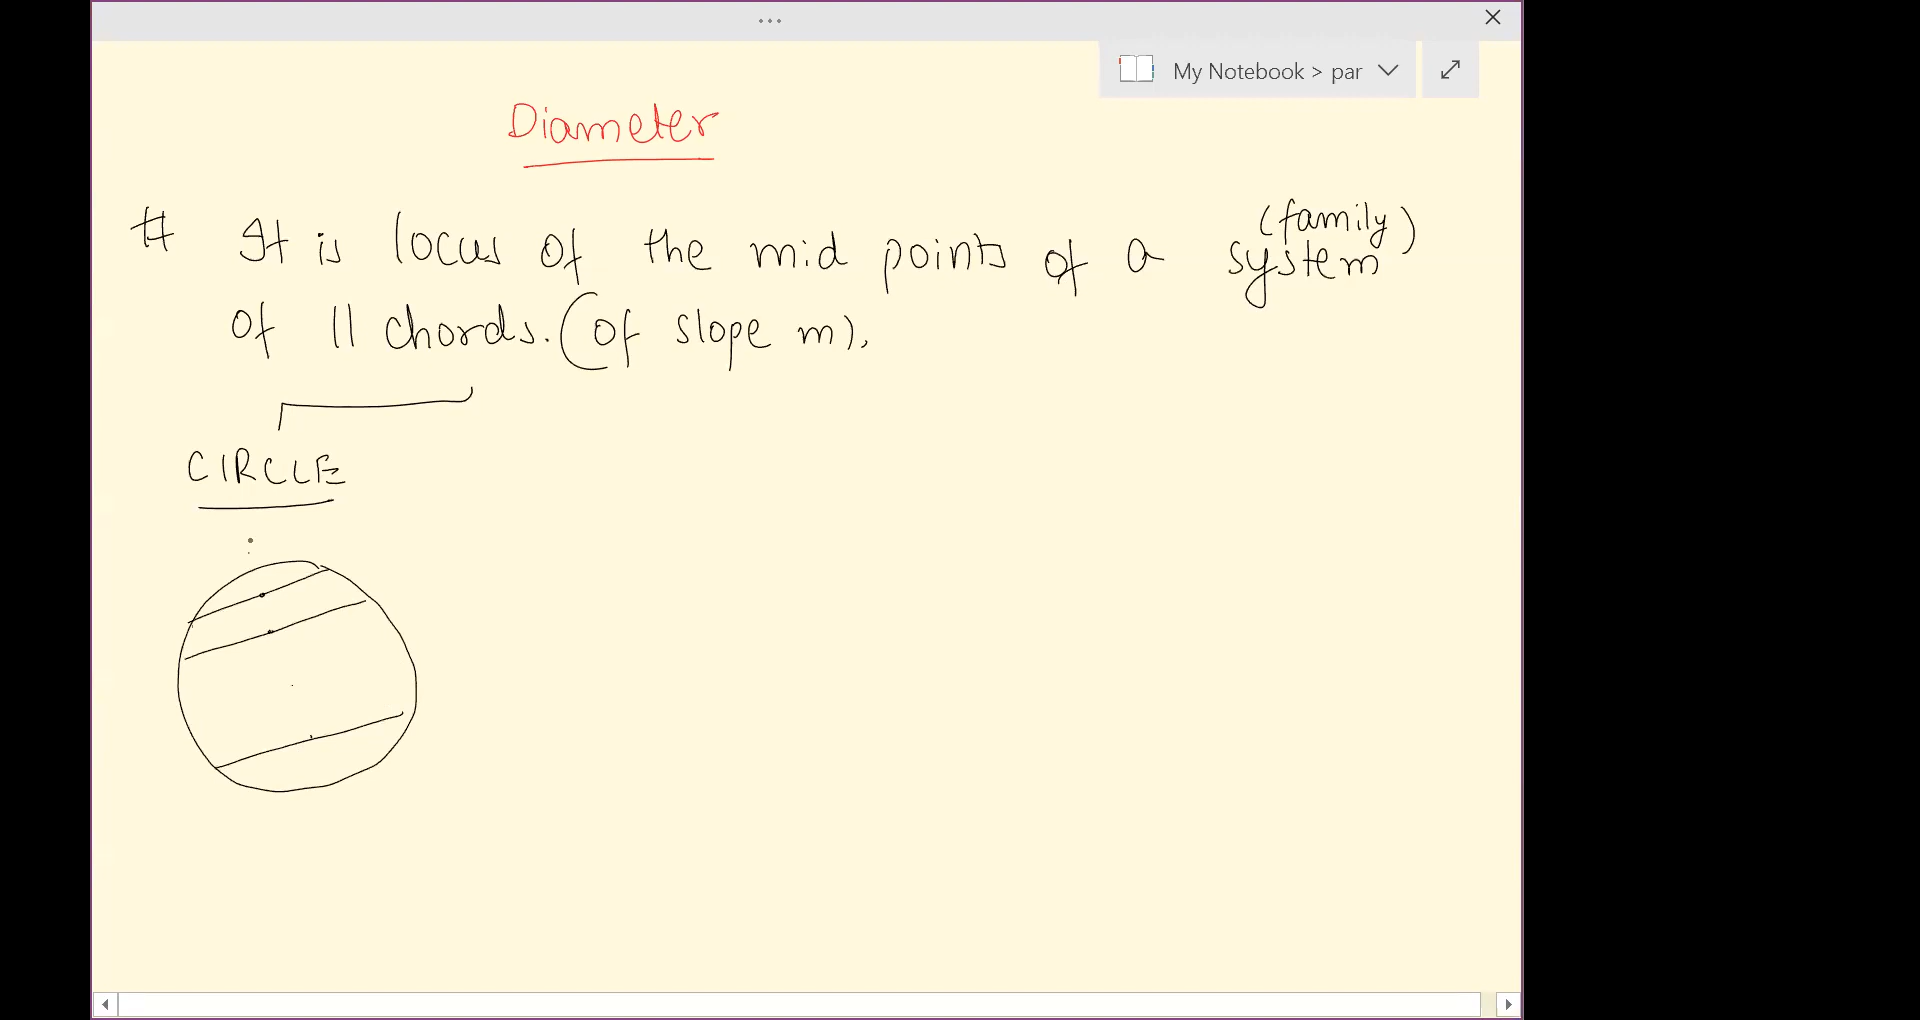 My Notebook > par
Diameter
# It is locus of the mid points of a system (family)
of || chords. (of slope m).
CIRCLE